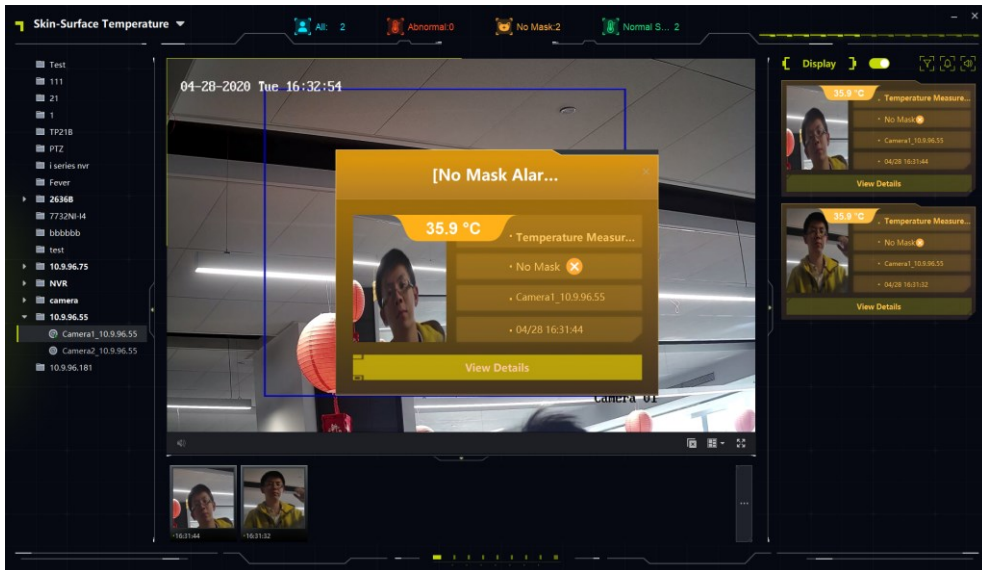 Skin-Surface Temperature
All: 2
Abnormal:0
No Mask:2
Normal S... 2
Test
111
21
1
TP21B
PTZ
i series nvr
Fever
2636B
7732NI-I4
bbbbbb
test
10.9.96.75
NVR
camera
10.9.96.55
Camera1_10.9.96.55
Camera2_10.9.96.55
10.9.96.181
04-28-2020 Tue 16:32:54
[No Mask Alar...
35.9 °C
Temperature Measur...
No Mask
Camera1_10.9.96.55
04/28 16:31:44
View Details
Camera 01
16:31:44
16:31:32
Display
35.9 °C
Temperature Measure...
No Mask
Camera1_10.9.96.55
04/28 16:31:44
View Details
35.9 °C
Temperature Measure...
No Mask
Camera1_10.9.96.55
04/28 16:31:32
View Details